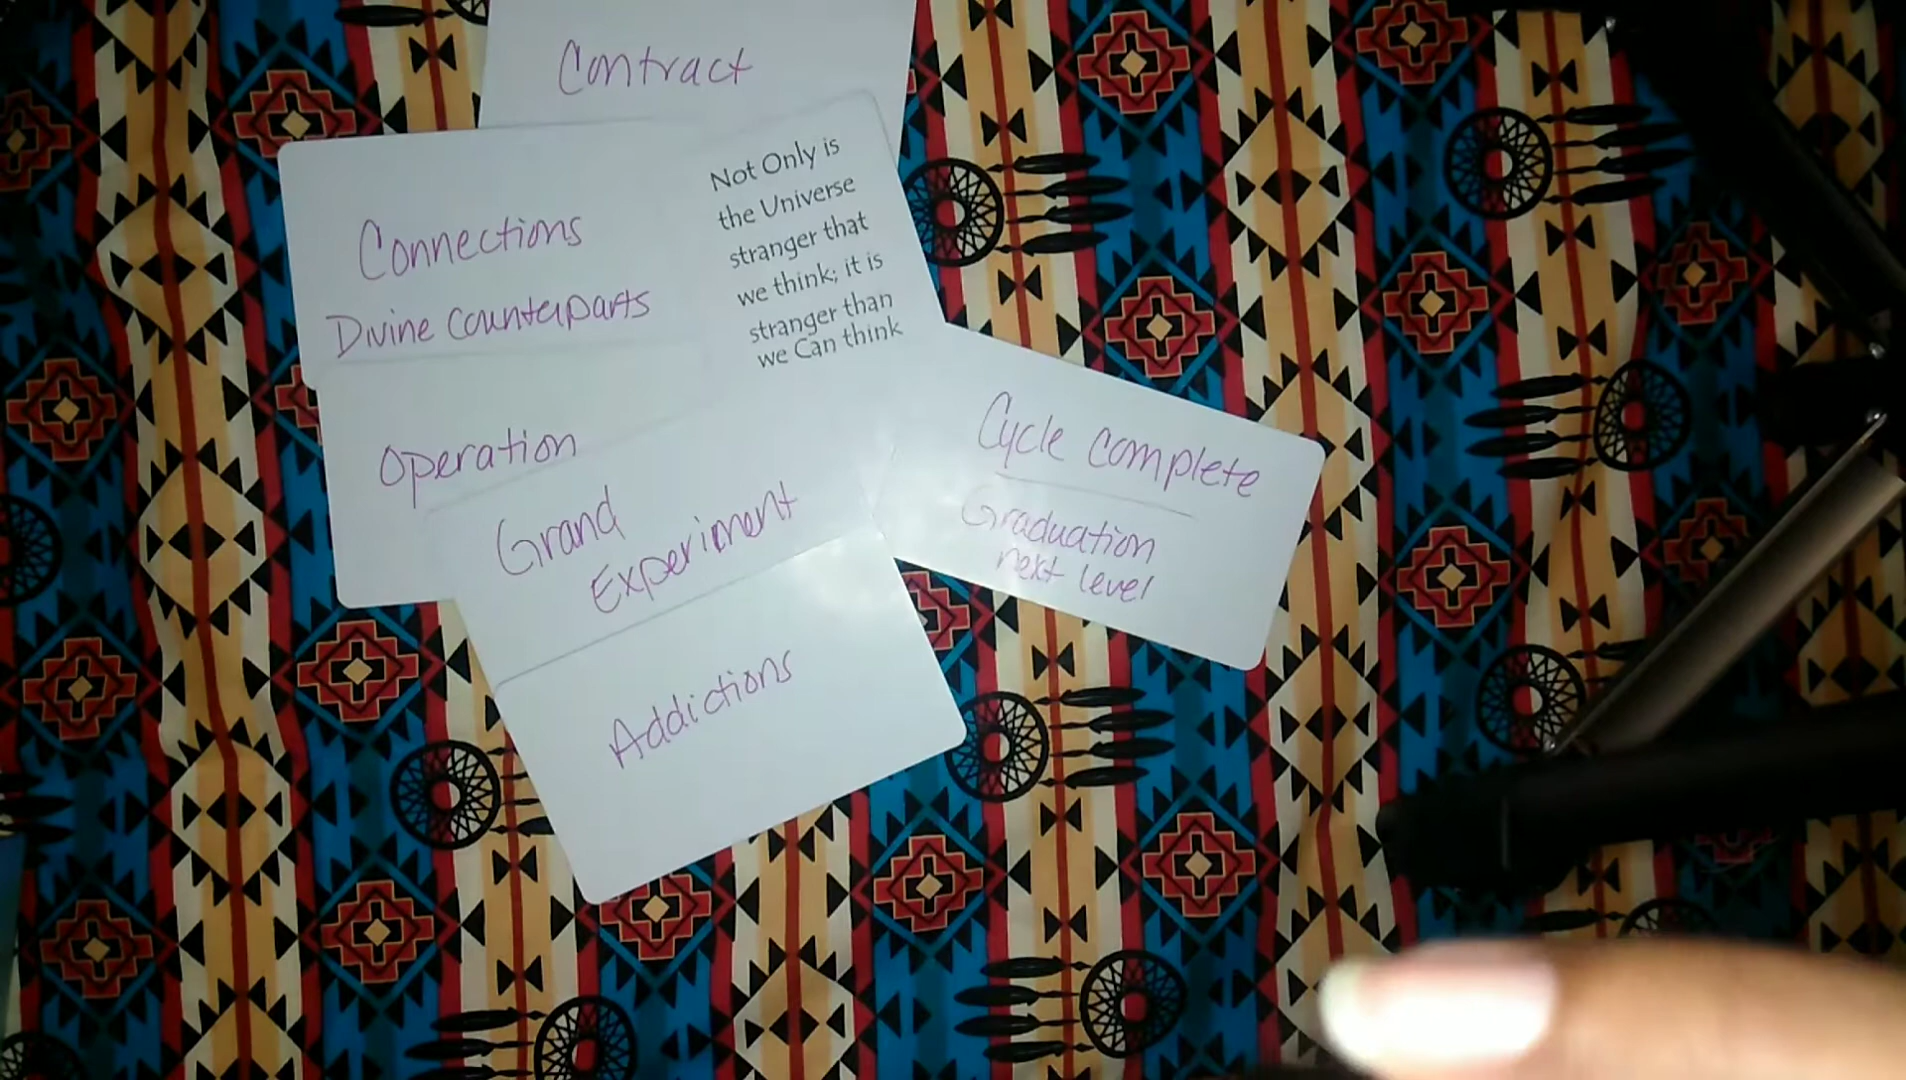 Contract
Connections
Divine Counterparts
Not Only is
the Universe
stranger that
we think; it is
stranger than
we Can think
Operation
Grand
Experiment
Addictions
Cycle Complete
Graduation
next level